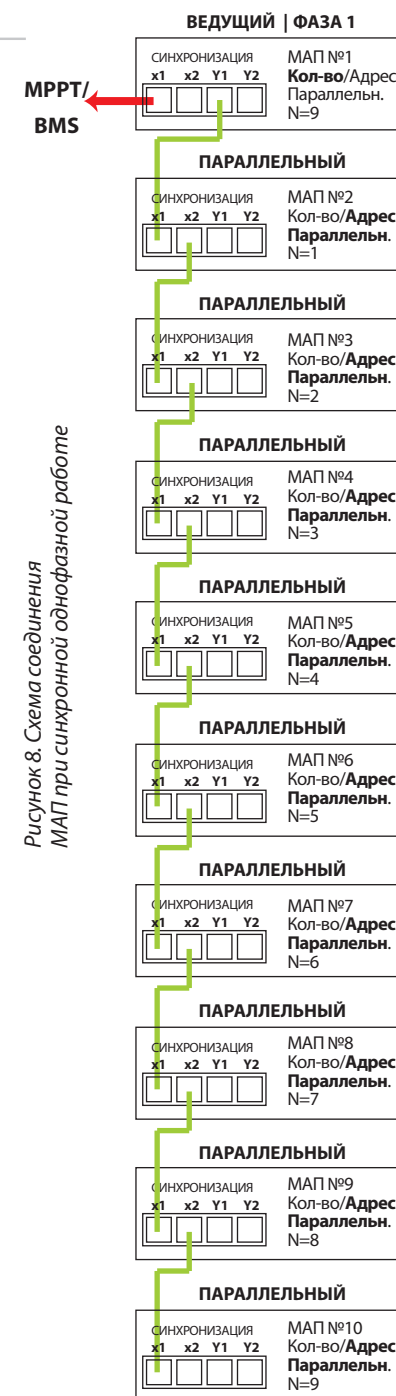 ВЕДУЩИЙ | ФАЗА 1
СИНХРОНИЗАЦИЯ
x1 x2 Y1 Y2
МАП №1
Кол-во/Адрес
Параллельн.
N=9
MPPT/
BMS
ПАРАЛЛЕЛЬНЫЙ
СИНХРОНИЗАЦИЯ
x1 x2 Y1 Y2
МАП №2
Кол-во/Адрес
Параллельн.
N=1
ПАРАЛЛЕЛЬНЫЙ
СИНХРОНИЗАЦИЯ
x1 x2 Y1 Y2
МАП №3
Кол-во/Адрес
Параллельн.
N=2
ПАРАЛЛЕЛЬНЫЙ
СИНХРОНИЗАЦИЯ
x1 x2 Y1 Y2
МАП №4
Кол-во/Адрес
Параллельн.
N=3
ПАРАЛЛЕЛЬНЫЙ
СИНХРОНИЗАЦИЯ
x1 x2 Y1 Y2
МАП №5
Кол-во/Адрес
Параллельн.
N=4
ПАРАЛЛЕЛЬНЫЙ
СИНХРОНИЗАЦИЯ
x1 x2 Y1 Y2
МАП №6
Кол-во/Адрес
Параллельн.
N=5
ПАРАЛЛЕЛЬНЫЙ
СИНХРОНИЗАЦИЯ
x1 x2 Y1 Y2
МАП №7
Кол-во/Адрес
Параллельн.
N=6
ПАРАЛЛЕЛЬНЫЙ
СИНХРОНИЗАЦИЯ
x1 x2 Y1 Y2
МАП №8
Кол-во/Адрес
Параллельн.
N=7
ПАРАЛЛЕЛЬНЫЙ
СИНХРОНИЗАЦИЯ
x1 x2 Y1 Y2
МАП №9
Кол-во/Адрес
Параллельн.
N=8
ПАРАЛЛЕЛЬНЫЙ
СИНХРОНИЗАЦИЯ
x1 x2 Y1 Y2
МАП №10
Кол-во/Адрес
Параллельн.
N=9
Рисунок 8. Схема соединения
МАП при синхронной однофазной работе